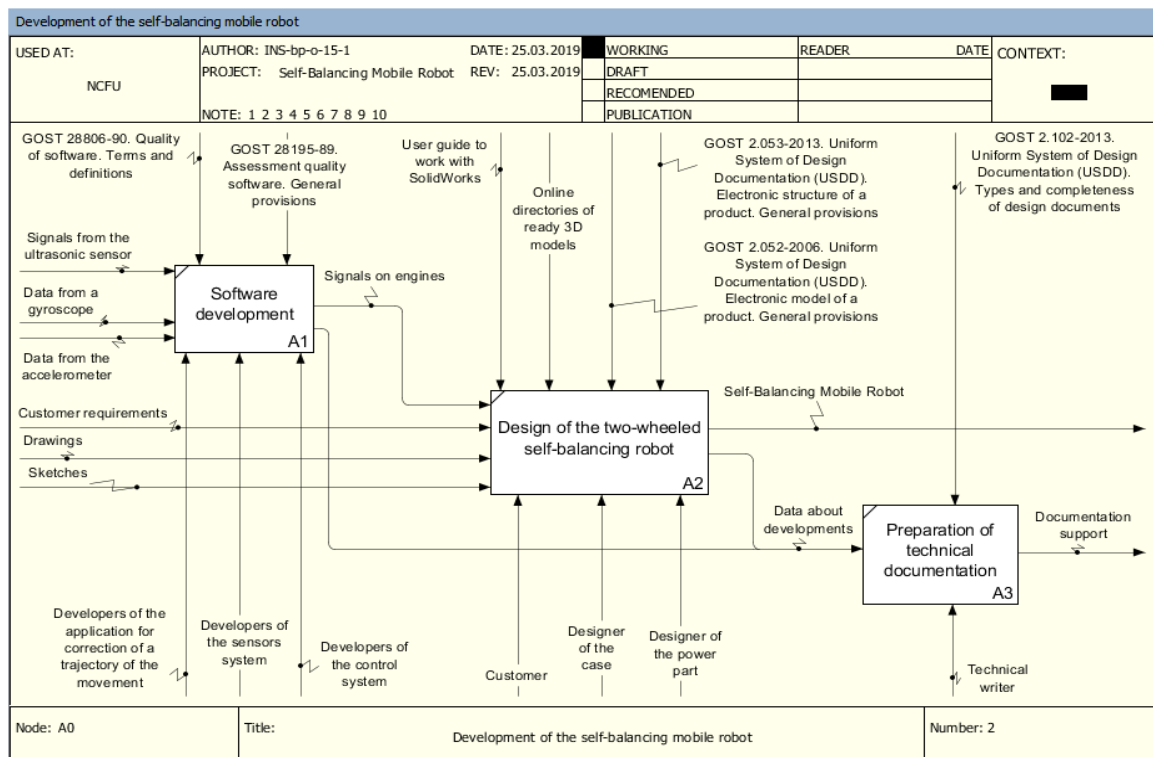 Development of the self-balancing mobile robot
USED AT:
NCFU
AUTHOR: INS-bp-o-15-1
DATE: 25.03.2019
PROJECT: Self-Balancing Mobile Robot
REV: 25.03.2019
NOTE: 1 2 3 4 5 6 7 8 9 10
WORKING
DRAFT
RECOMENDED
PUBLICATION
READER
DATE
CONTEXT:
GOST 28806-90. Quality
of software. Terms and
definitions
GOST 28195-89.
Assessment quality
software. General
provisions
User guide to
work with
SolidWorks
Online
directories of
ready 3D
models
GOST 2.053-2013. Uniform
System of Design
Documentation (USDD).
Electronic structure of a
product. General provisions
GOST 2.052-2006. Uniform
System of Design
Documentation (USDD).
Electronic model of a
product. General provisions
GOST 2.102-2013.
Uniform System of Design
Documentation (USDD).
Types and completeness
of design documents
Signals from the
ultrasonic sensor
Data from a
gyroscope
Data from the
accelerometer
Software
development
A1
Signals on engines
Customer requirements
Drawings
Sketches
Design of the two-wheeled
self-balancing robot
A2
Self-Balancing Mobile Robot
Data about
developments
Preparation of
technical
documentation
A3
Documentation
support
Developers of the
application for
correction of a
trajectory of the
movement
Developers of
the sensors
system
Developers of
the control
system
Customer
Designer
of the
case
Designer of
the power
part
Technical
writer
Node: A0
Title:
Development of the self-balancing mobile robot
Number: 2